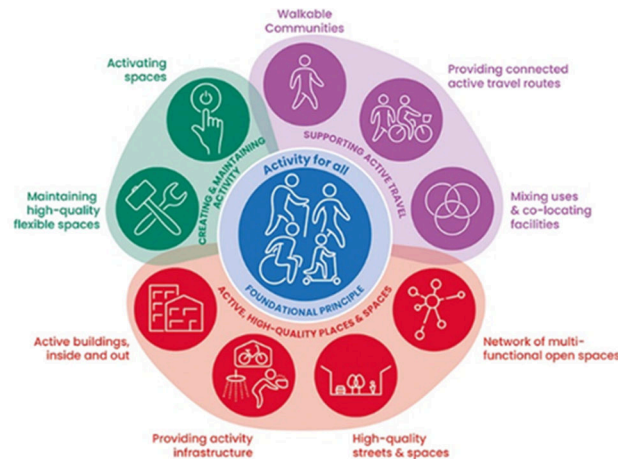 Walkable
Communities
Activating
spaces
Providing connected
active travel routes
SUPPORTING ACTIVE TRAVEL
CREATING & MAINTAINING
ACTIVITY
Activity for all
Maintaining
high-quality
flexible spaces
Mixing uses
& co-locating
facilities
FOUNDATIONAL PRINCIPLE
ACTIVE, HIGH-QUALITY PLACES & SPACES
Active buildings,
inside and out
Network of multi-
functional open spaces
Providing activity
infrastructure
High-quality
streets & spaces